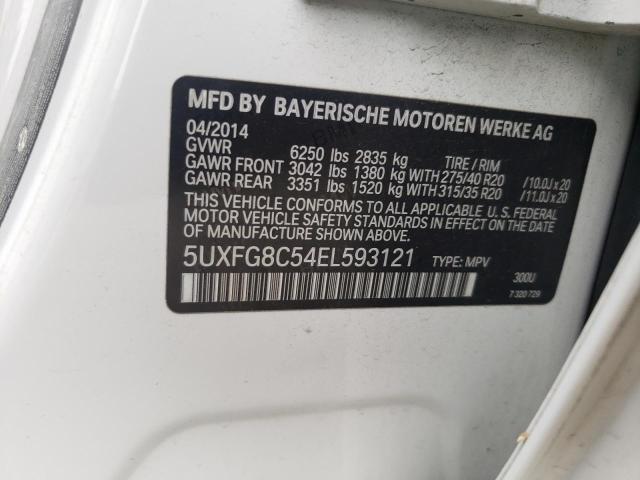 MFD BY BAYERISCHE MOTOREN WERKE AG
04/2014
GVWR 6250 lbs 2835 kg TIRE / RIM
GAWR FRONT 3042 lbs 1380 kg WITH 275/40 R20 /10.0J x 20
GAWR REAR 3351 lbs 1520 kg WITH 315/35 R20 /11.0J x 20
THIS VEHICLE CONFORMS TO ALL APPLICABLE U. S. FEDERAL
MOTOR VEHICLE SAFETY STANDARDS IN EFFECT ON THE DATE
OF MANUFACTURE SHOWN ABOVE.
5UXFG8C54EL593121 TYPE: MPV
300U
7 320 729